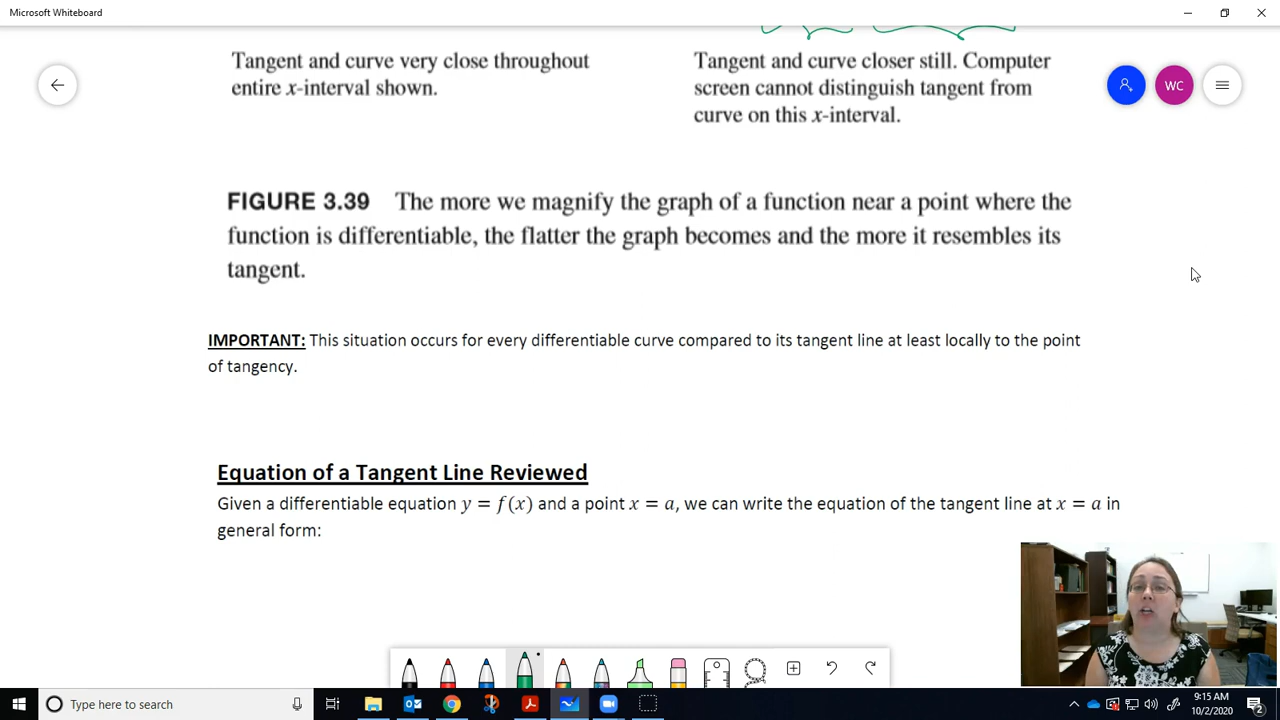 Microsoft Whiteboard
Tangent and curve very close throughout
entire x-interval shown.
Tangent and curve closer still. Computer
screen cannot distinguish tangent from
curve on this x-interval.
WC
FIGURE 3.39 The more we magnify the graph of a function near a point where the
function is differentiable, the flatter the graph becomes and the more it resembles its
tangent.
IMPORTANT: This situation occurs for every differentiable curve compared to its tangent line at least locally to the point
of tangency.
Equation of a Tangent Line Reviewed
Given a differentiable equation y = f(x) and a point x = a, we can write the equation of the tangent line at x = a in
general form:
Type here to search
9:15 AM
10/2/2020
2